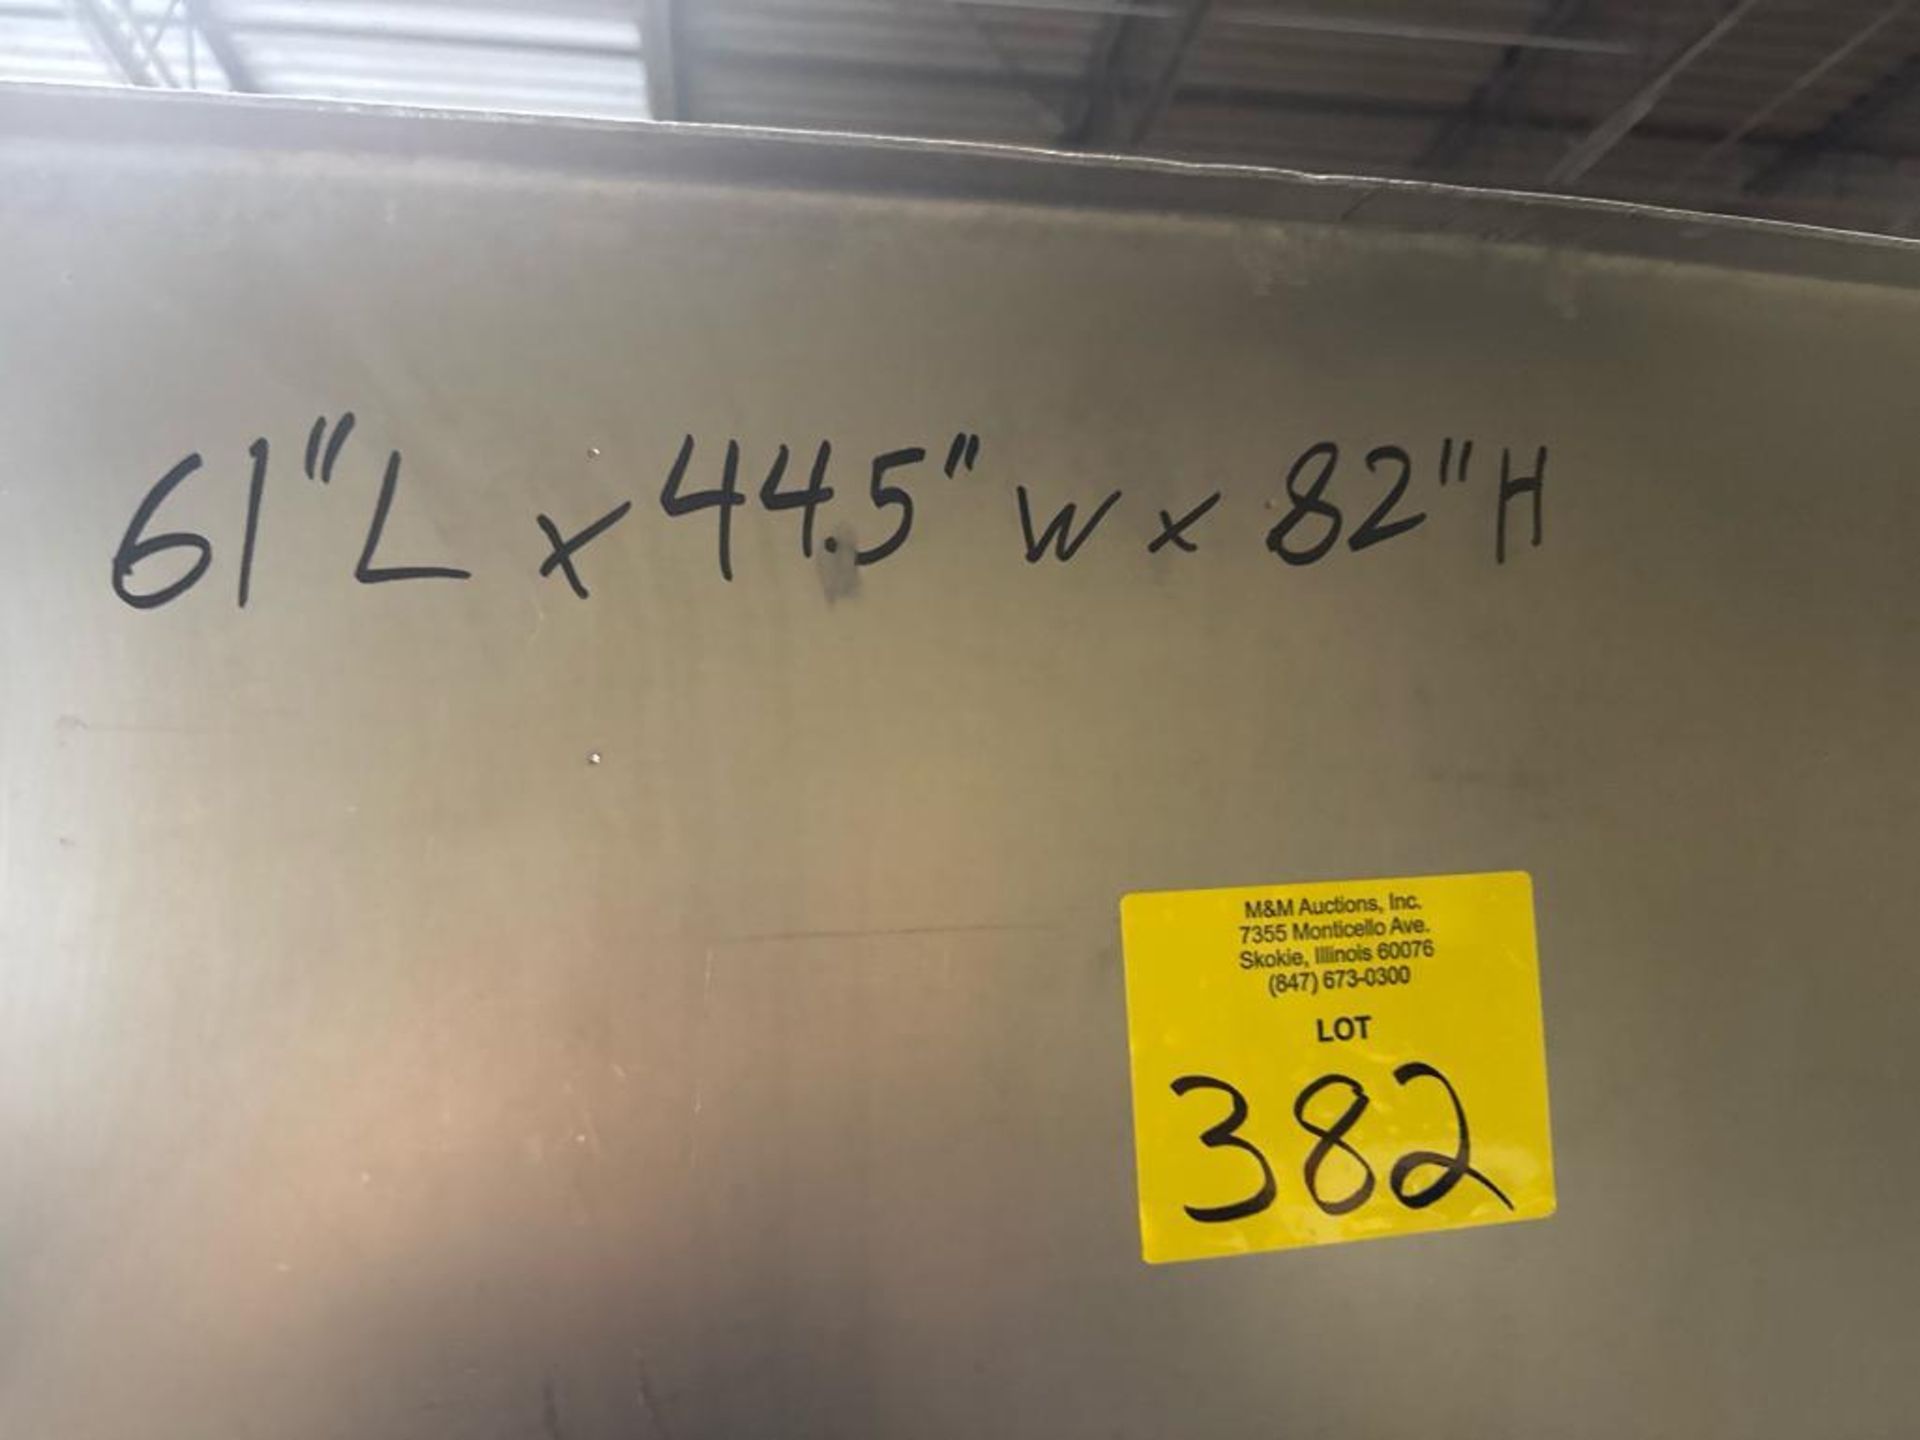 61" L x 44.5" W x 82" H
M&M Auctions, Inc.
7355 Monticello Ave.
Skokie, Illinois 60076
(847) 673-0300
LOT
382